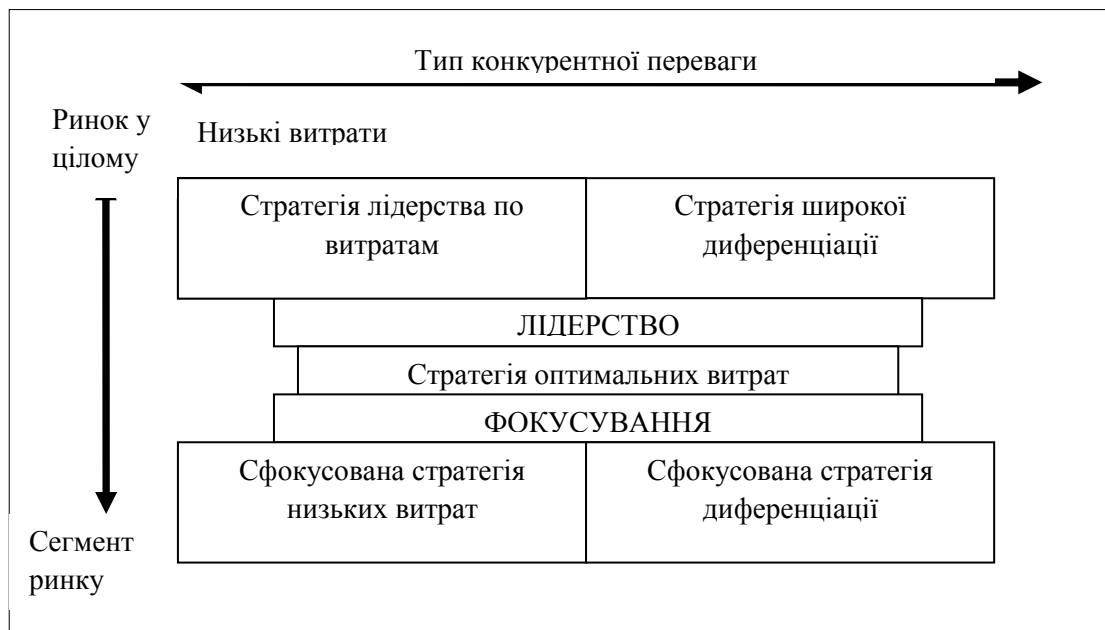 Тип конкурентної переваги
Ринок у
цілому
Низькі витрати
Стратегія лідерства по
витратам
Стратегія широкої
диференціації
ЛІДЕРСТВО
Стратегія оптимальних витрат
ФОКУСУВАННЯ
Сфокусована стратегія
низьких витрат
Сфокусована стратегія
диференціації
Сегмент
ринку